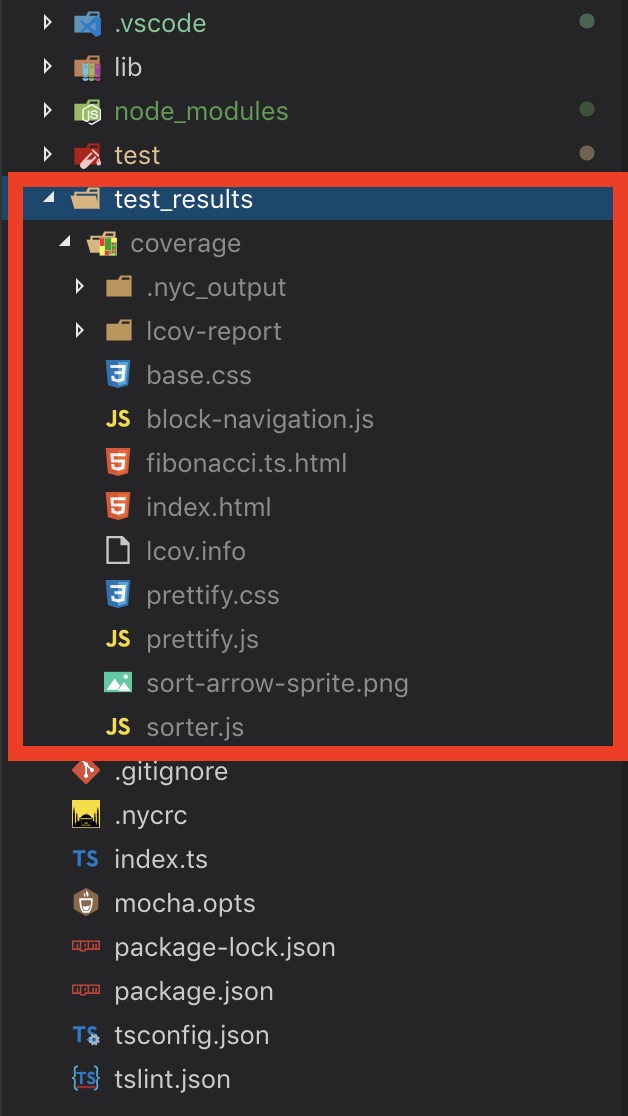 .vscode
lib
node_modules
test
test_results
coverage
.nyc_output
lcov-report
base.css
JS block-navigation.js
fibonacci.ts.html
index.html
lcov.info
prettify.css
JS prettify.js
sort-arrow-sprite.png
JS sorter.js
.gitignore
.nycrc
TS index.ts
mocha.opts
package-lock.json
package.json
TS tsconfig.json
{TS} tslint.json